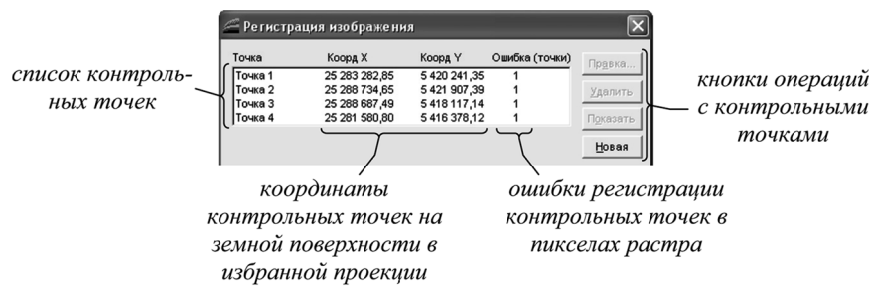 Регистрация изображения
Точка Коорд X Коорд Y Ошибка (точки)
Точка 1 25 283 282,85 5 420 241,35 1
Точка 2 25 288 734,65 5 421 907,39 1
Точка 3 25 288 687,49 5 418 117,14 1
Точка 4 25 281 580,80 5 416 378,12 1
Правка...
Удалить
Показать
Новая
список контроль-
ных точек
кнопки операций
с контрольными
точками
координаты
контрольных точек на
земной поверхности в
избранной проекции
ошибки регистрации
контрольных точек в
пикселах растра